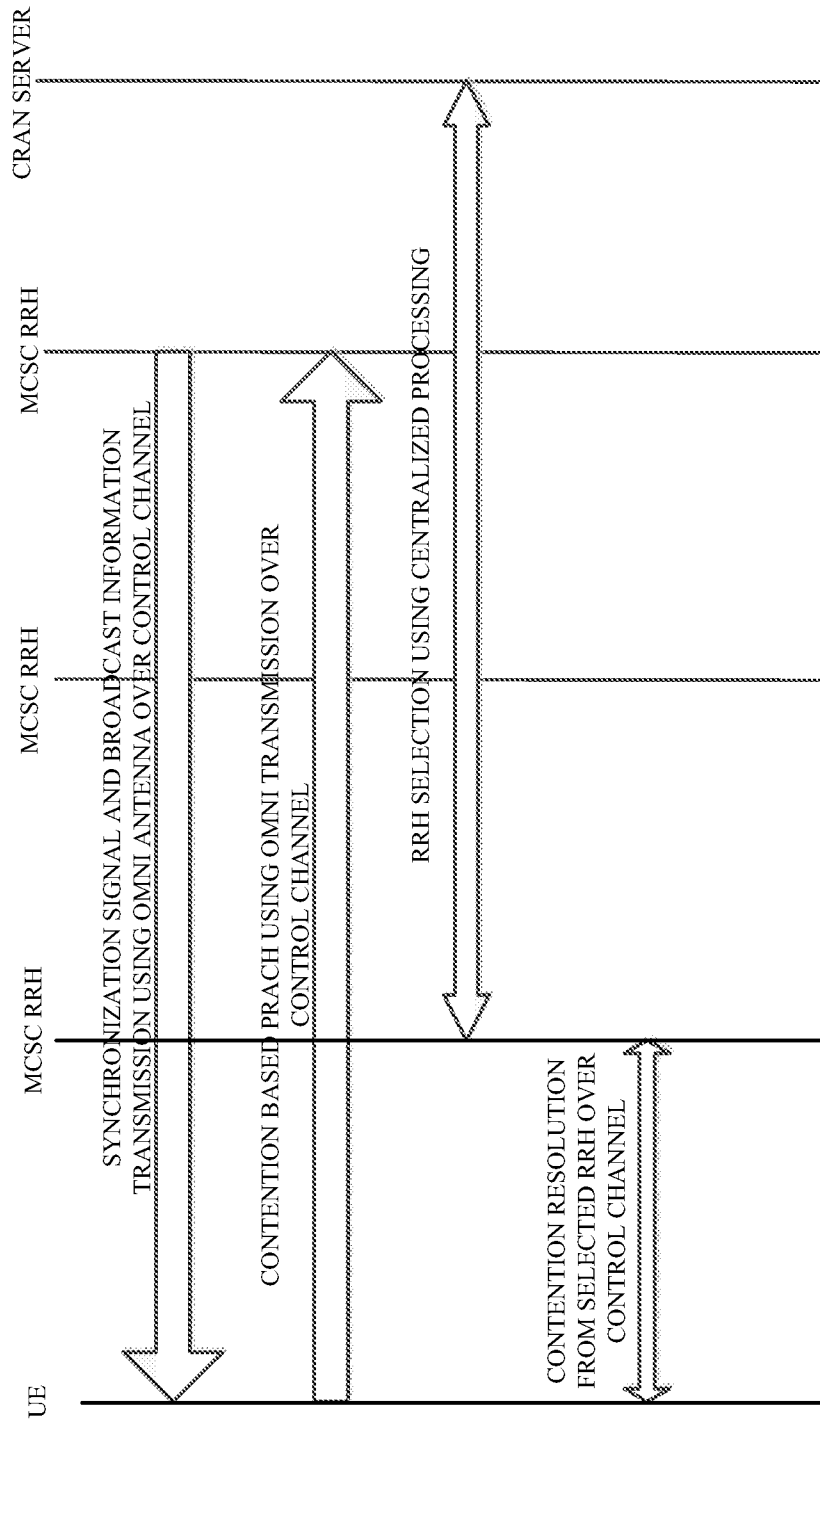 UE
MCSC RRH
MCSC RRH
MCSC RRH
CRAN SERVER
SYNCHRONIZATION SIGNAL AND BROADCAST INFORMATION
TRANSMISSION USING OMNI ANTENNA OVER CONTROL CHANNEL
CONTENTION BASED PRACH USING OMNI TRANSMISSION OVER
CONTROL CHANNEL
RRH SELECTION USING CENTRALIZED PROCESSING
CONTENTION RESOLUTION
FROM SELECTED RRH OVER
CONTROL CHANNEL